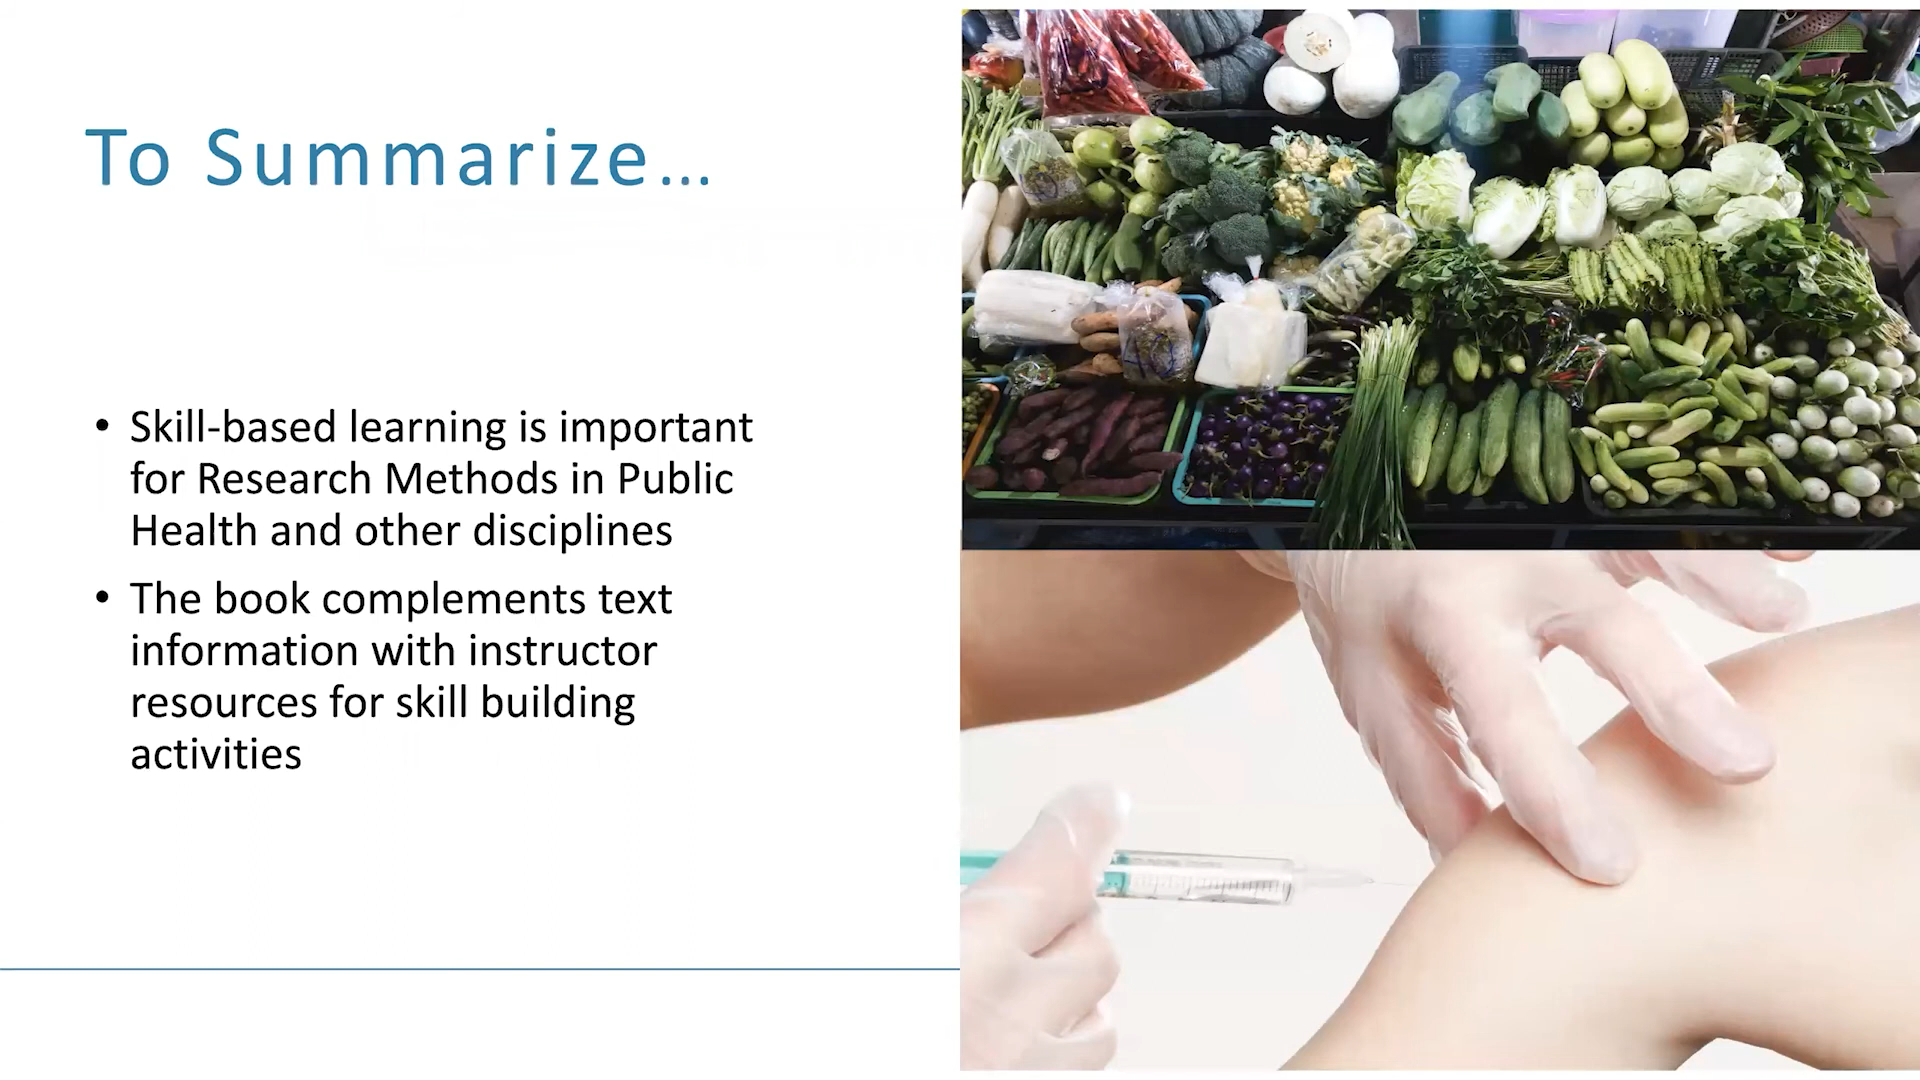 To Summarize...
• Skill-based learning is important
for Research Methods in Public
Health and other disciplines
• The book complements text
information with instructor
resources for skill building
activities